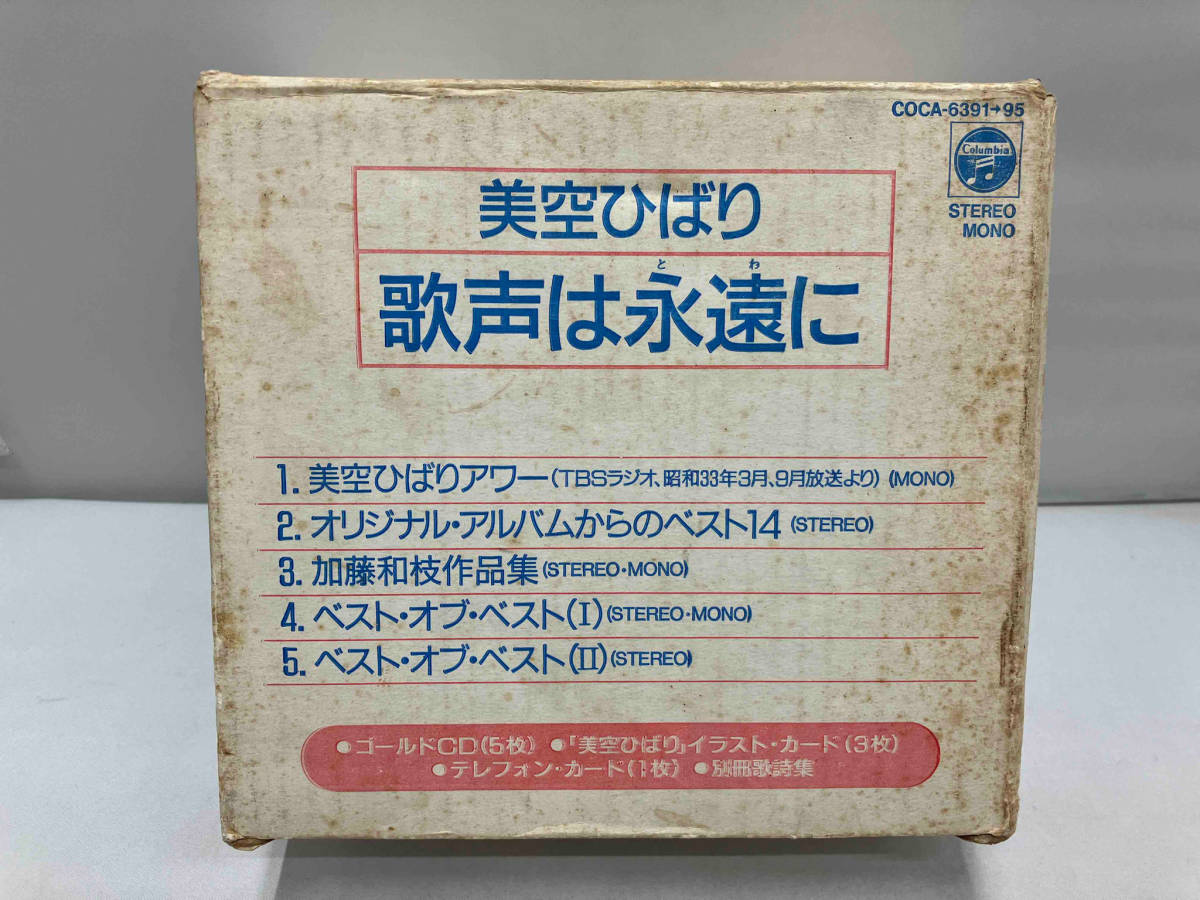 COCA-6391→95
Columbia
STEREO
MONO
美空ひばり
とわ
歌声は永遠に
1. 美空ひばりアワー(TBSラジオ、昭和33年3月、9月放送より) (MONO)
2. オリジナル・アルバムからのベスト14 (STEREO)
3. 加藤和枝作品集(STEREO・MONO)
4. ベスト・オブ・ベスト(I)(STEREO・MONO)
5. ベスト・オブ・ベスト(II)(STEREO)
●ゴールドCD(5枚) ●「美空ひばり」イラスト・カード(3枚)
●テレフォン・カード(1枚) ●別冊歌詩集